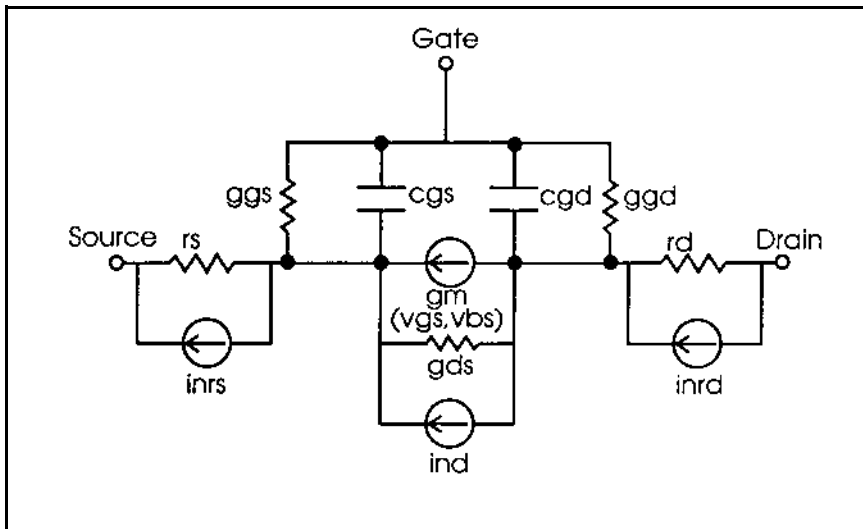 Gate
ggs
cgs
cgd
ggd
Source
rs
rd
Drain
gm
(vgs,vbs)
gds
inrs
inrd
ind